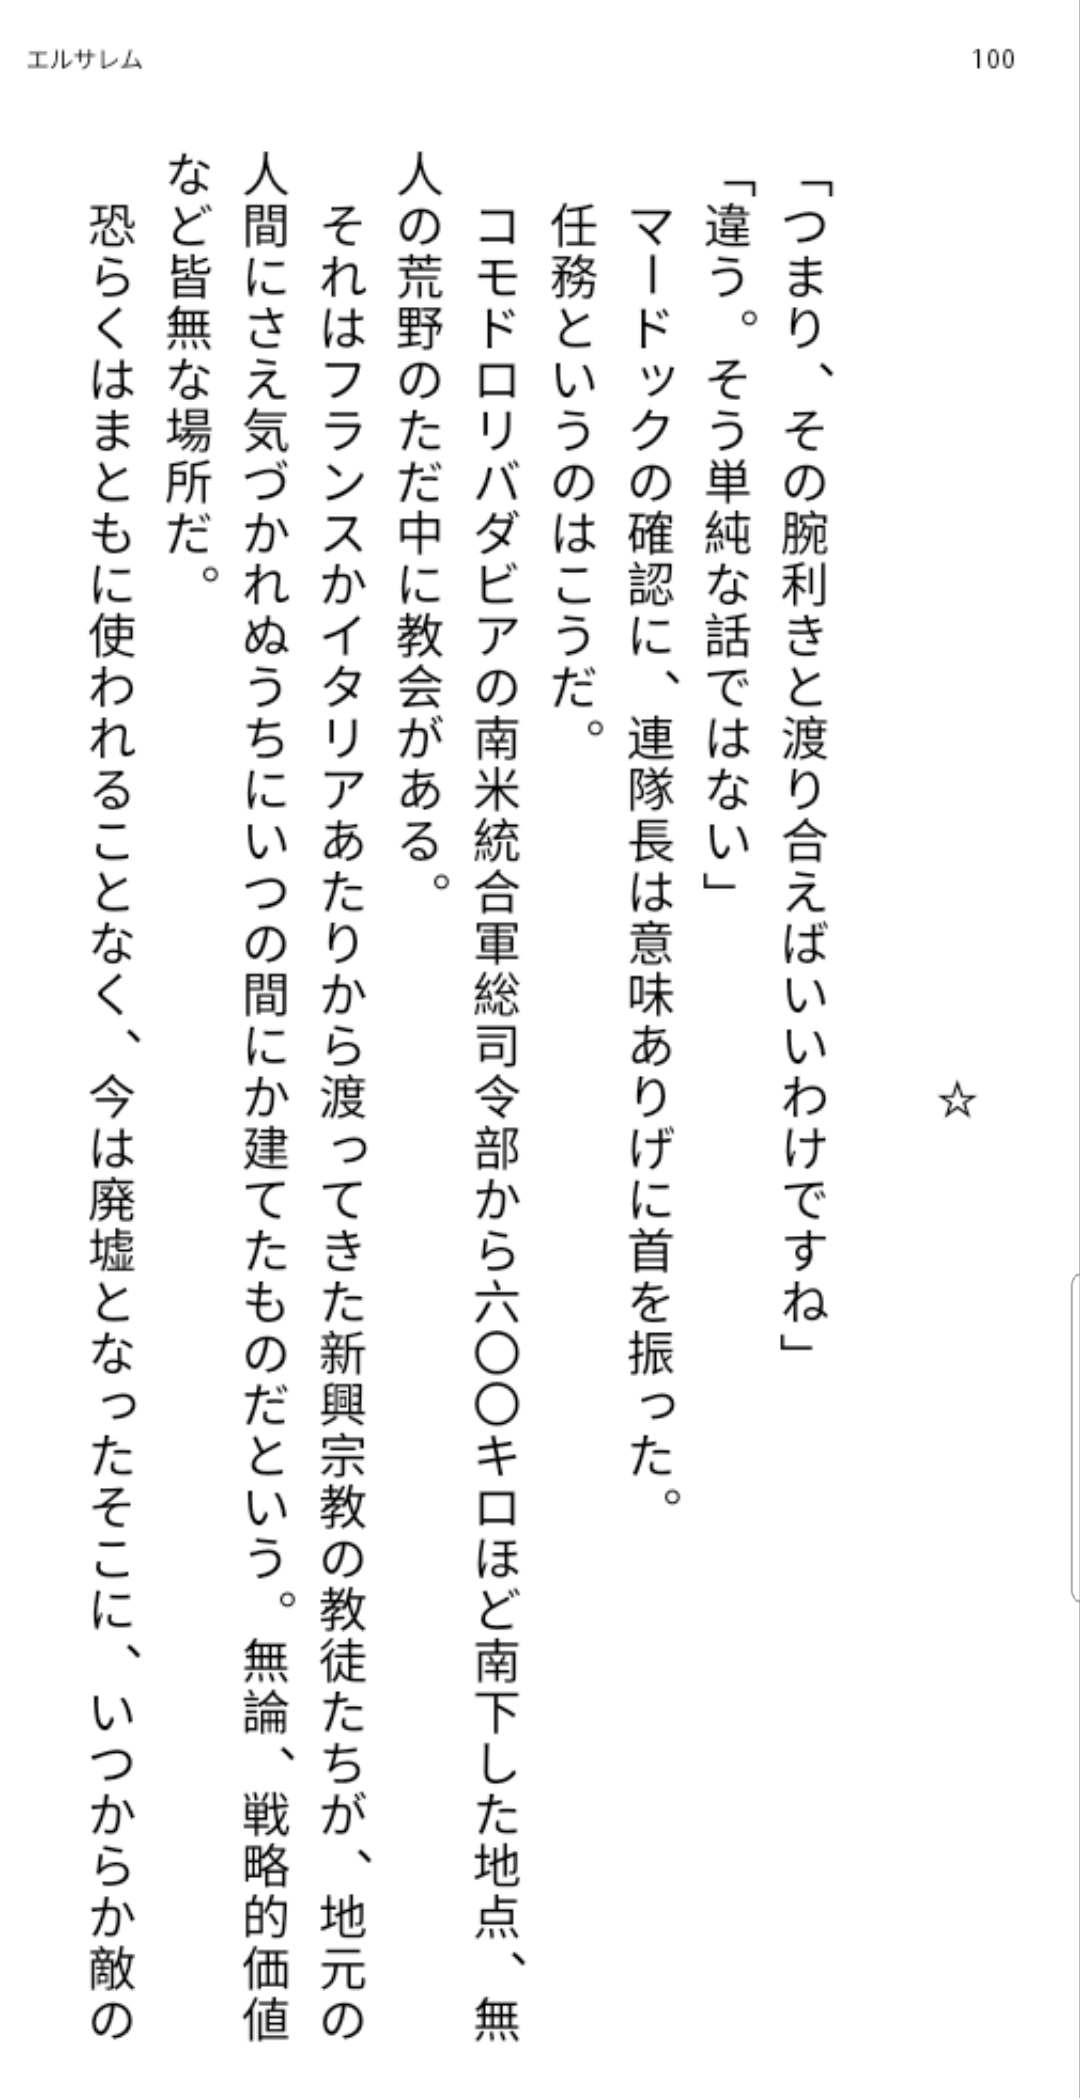 エルサレム
100
☆
「つまり、その腕利きと渡り合えばいいわけですね」
「違う。そう単純な話ではない」
マードックの確認に、連隊長は意味ありげに首を振った。
任務というのはこうだ。
コモドロリバダビアの南米統合軍総司令部から六〇〇キロほど南下した地点、無
人の荒野のただ中に教会がある。
それはフランスかイタリアあたりから渡ってきた新興宗教の教徒たちが、地元の
人間にさえ気づかれぬうちにいつの間にか建てたものだという。無論、戦略的価値
など皆無な場所だ。
恐らくはまともに使われることなく、今は廃墟となったそこに、いつからか敵の